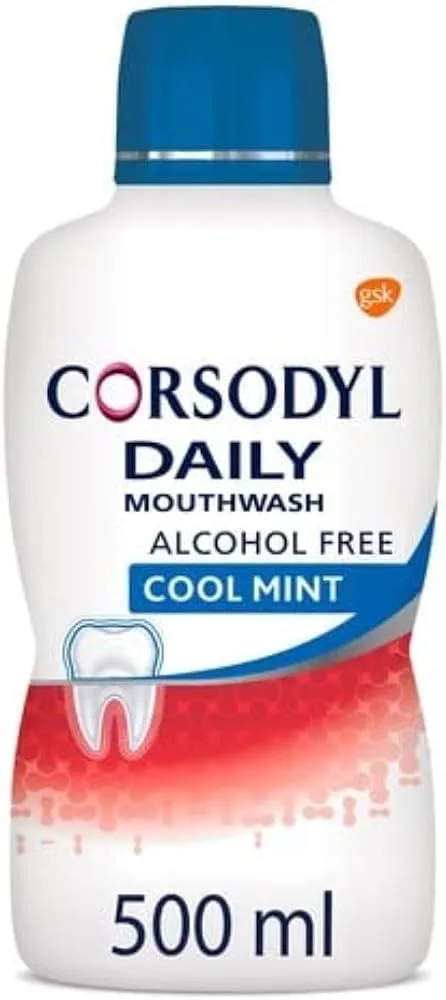 gsk
CORSODYL
DAILY
MOUTHWASH
ALCOHOL FREE
COOL MINT
500 ml